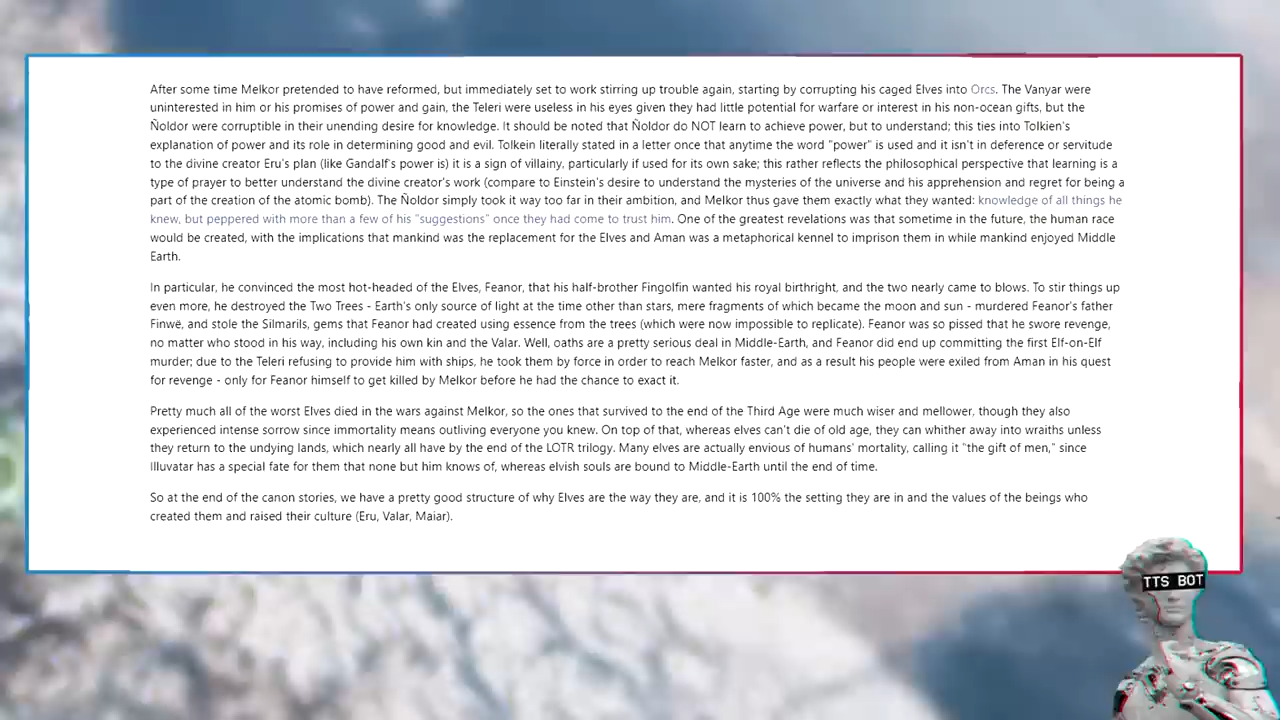 After some time Melkor pretended to have reformed, but immediately set to work stirring up trouble again, starting by corrupting his caged Elves into Orcs. The Vanyar were
uninterested in him or his promises of power and gain, the Teleri were useless in his eyes given they had little potential for warfare or interest in his non-ocean gifts, but the
Ñoldor were corruptible in their unending desire for knowledge. It should be noted that Ñoldor do NOT learn to achieve power, but to understand; this ties into Tolkien's
explanation of power and its role in determining good and evil. Tolkein literally stated in a letter once that anytime the word "power" is used and it isn't in deference or servitude
to the divine creator Eru's plan (like Gandalf's power is) it is a sign of villainy, particularly if used for its own sake; this rather reflects the philosophical perspective that learning is a
type of prayer to better understand the divine creator's work (compare to Einstein's desire to understand the mysteries of the universe and his apprehension and regret for being a
part of the creation of the atomic bomb). The Ñoldor simply took it way too far in their ambition, and Melkor thus gave them exactly what they wanted: knowledge of all things he
knew, but peppered with more than a few of his "suggestions" once they had come to trust him. One of the greatest revelations was that sometime in the future, the human race
would be created, with the implications that mankind was the replacement for the Elves and Aman was a metaphorical kennel to imprison them in while mankind enjoyed Middle
Earth.
In particular, he convinced the most hot-headed of the Elves, Feanor, that his half-brother Fingolfin wanted his royal birthright, and the two nearly came to blows. To stir things up
even more, he destroyed the Two Trees - Earth's only source of light at the time other than stars, mere fragments of which became the moon and sun - murdered Feanor's father
Finwë, and stole the Silmarils, gems that Feanor had created using essence from the trees (which were now impossible to replicate). Feanor was so pissed that he swore revenge,
no matter who stood in his way, including his own kin and the Valar. Well, oaths are a pretty serious deal in Middle-Earth, and Feanor did end up committing the first Elf-on-Elf
murder; due to the Teleri refusing to provide him with ships, he took them by force in order to reach Melkor faster, and as a result his people were exiled from Aman in his quest
for revenge - only for Feanor himself to get killed by Melkor before he had the chance to exact it.
Pretty much all of the worst Elves died in the wars against Melkor, so the ones that survived to the end of the Third Age were much wiser and mellower, though they also
experienced intense sorrow since immortality means outliving everyone you knew. On top of that, whereas elves can't die of old age, they can whither away into wraiths unless
they return to the undying lands, which nearly all have by the end of the LOTR trilogy. Many elves are actually envious of humans' mortality, calling it "the gift of men," since
Illuvatar has a special fate for them that none but him knows of, whereas elvish souls are bound to Middle-Earth until the end of time.
So at the end of the canon stories, we have a pretty good structure of why Elves are the way they are, and it is 100% the setting they are in and the values of the beings who
created them and raised their culture (Eru, Valar, Maiar).
TTS BOT